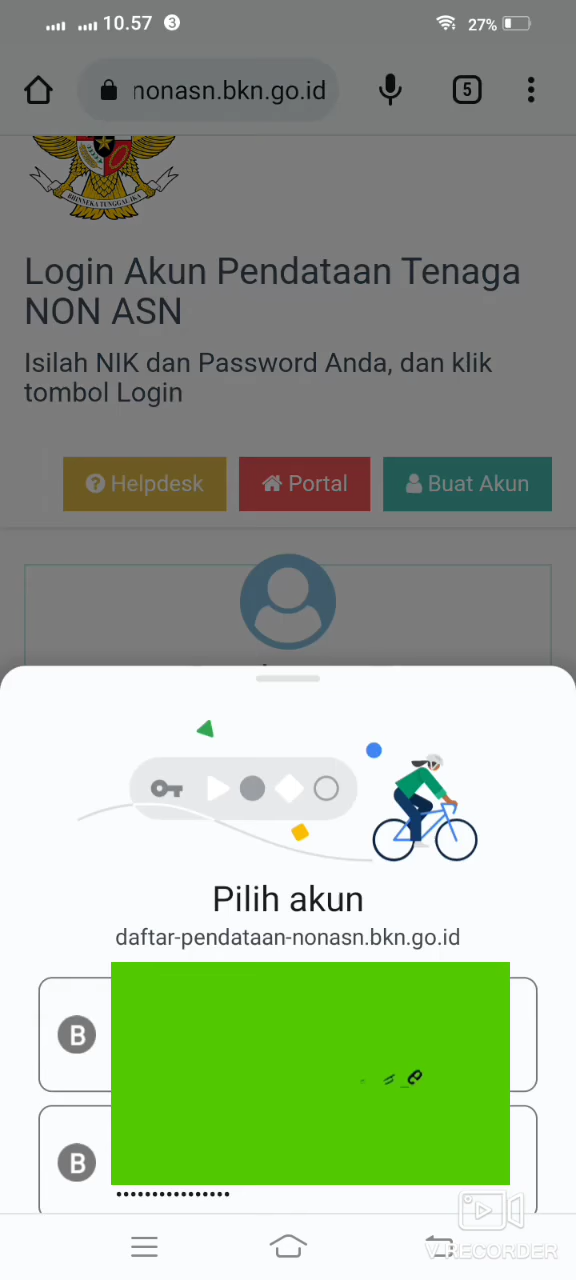 10.57 3 27%
nonasn.bkn.go.id 5
BHINNEKA TUNGGAL IKA
Login Akun Pendataan Tenaga
NON ASN
Isilah NIK dan Password Anda, dan klik
tombol Login
Helpdesk Portal Buat Akun
Pilih akun
daftar-pendataan-nonasn.bkn.go.id
B
B
••••••••••••••••
V RECORDER